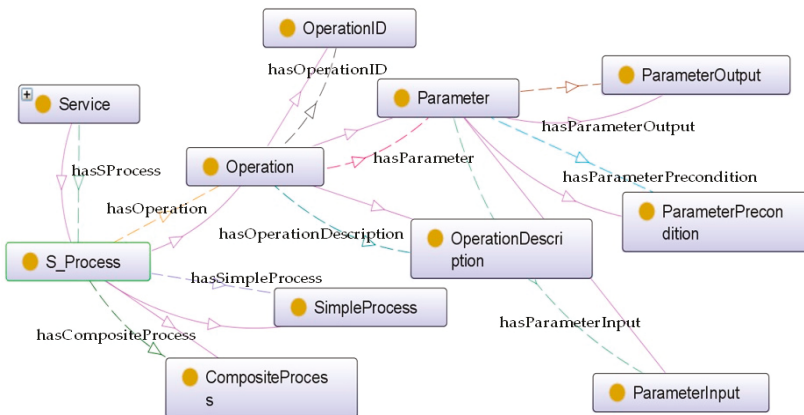 OperationID
hasOperationID
ParameterOutput
Parameter
Service
hasParameterOutput
hasSProcess
Operation
hasParameter
hasParameterPrecondition
hasOperation
ParameterPrecon
dition
hasOperationDescription
OperationDescri
ption
S_Process
hasSimpleProcess
SimpleProcess
hasParameterInput
hasCompositeProcess
CompositeProces
s
ParameterInput